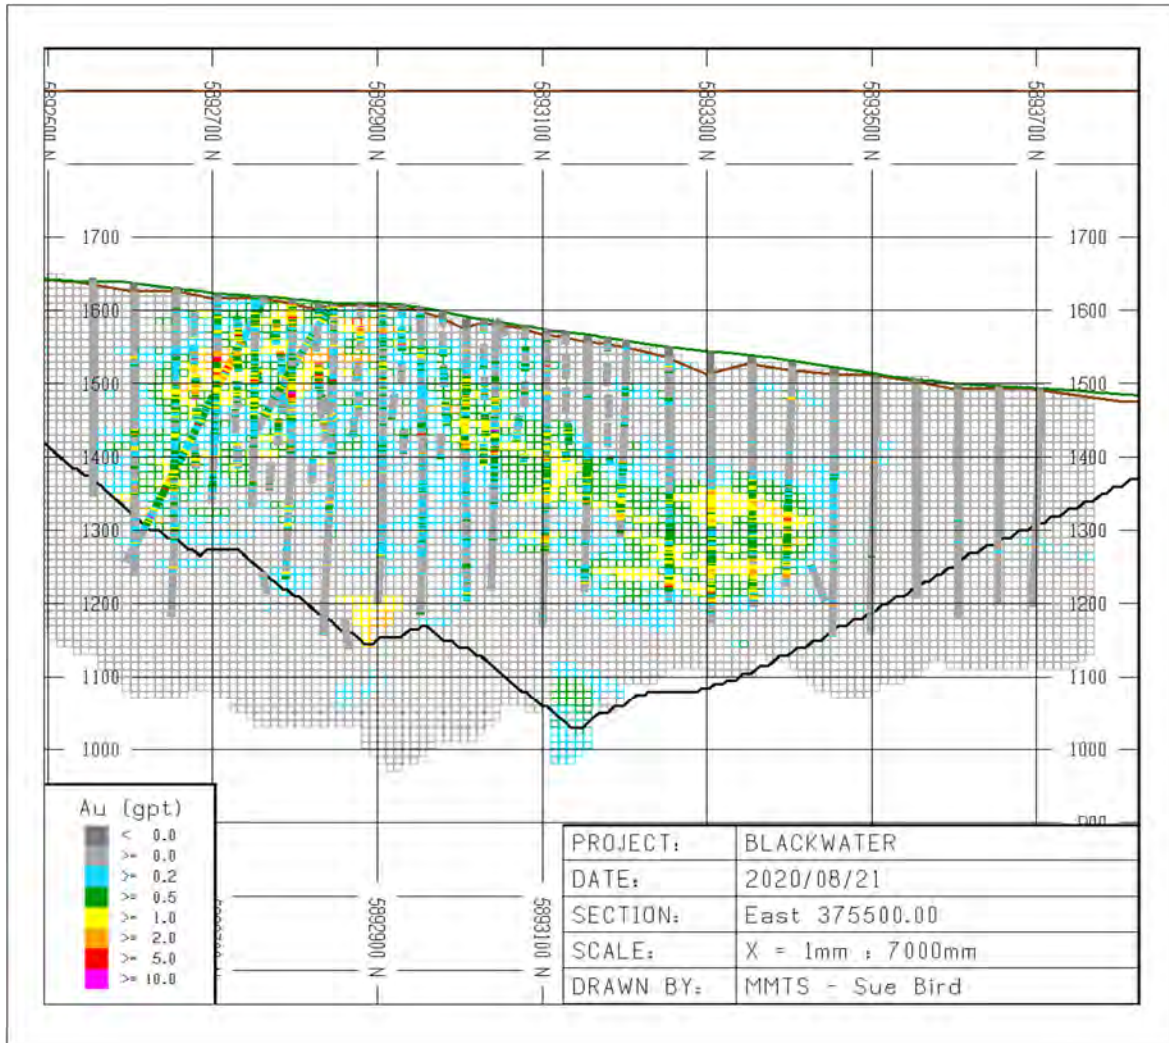 5892500 N 5892700 N 5892900 N 5893100 N 5893300 N 5893500 N 5893700 N
1700 1700
1600 1600
1500 1500
1400 1400
1300 1300
1200 1200
1100 1100
1000 1000
Au (gpt)
< 0.0
>= 0.0
>= 0.2
>= 0.5
>= 1.0
>= 2.0
>= 5.0
>= 10.0
5892900 N 5893100 N
PROJECT: BLACKWATER
DATE: 2020/08/21
SECTION: East 375500.00
SCALE: X = 1mm : 7000mm
DRAWN BY: MMTS - Sue Bird